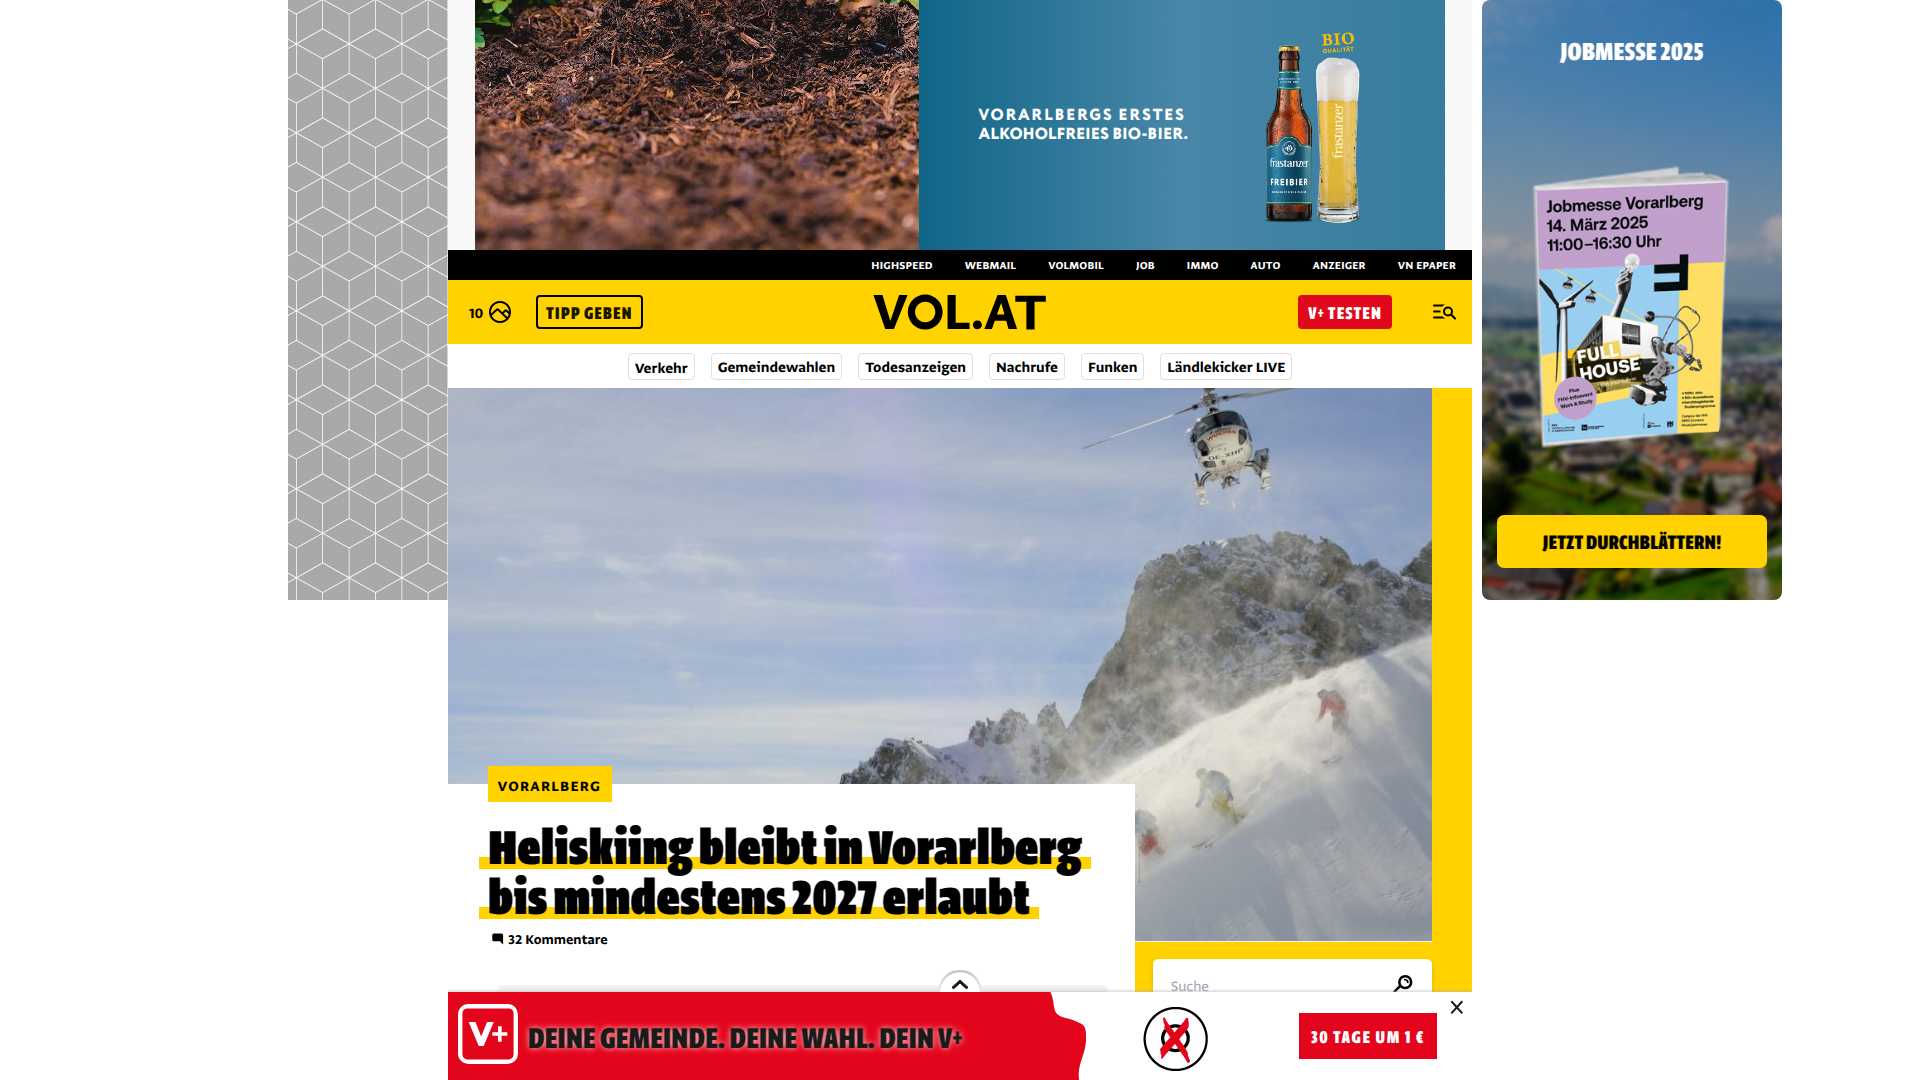 VORARLBERGS ERSTES
ALKOHOLFREIES BIO-BIER.
BIO
QUALITÄT
frastanzer
FREIBIER
frastanzer
JOBMESSE 2025
Jobmesse Vorarlberg
14. März 2025
11:00–16:30 Uhr
FULL
HOUSE
Plus
JETZT DURCHBLÄTTERN!
HIGHSPEED WEBMAIL VOLMOBIL JOB IMMO AUTO ANZEIGER VN EPAPER
10 TIPP GEBEN VOL.AT V+ TESTEN
Verkehr Gemeindewahlen Todesanzeigen Nachrufe Funken Ländlekicker LIVE
VORARLBERG
Heliskiing bleibt in Vorarlberg
bis mindestens 2027 erlaubt
32 Kommentare
Suche
V+ DEINE GEMEINDE. DEINE WAHL. DEIN V+ 30 TAGE UM 1 €